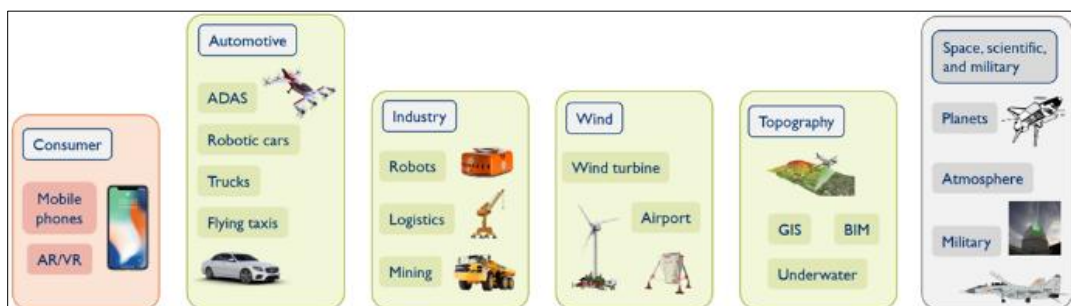 Consumer
Mobile
phones
AR/VR
Automotive
ADAS
Robotic cars
Trucks
Flying taxis
Industry
Robots
Logistics
Mining
Wind
Wind turbine
Airport
Topography
GIS
BIM
Underwater
Space, scientific,
and military
Planets
Atmosphere
Military